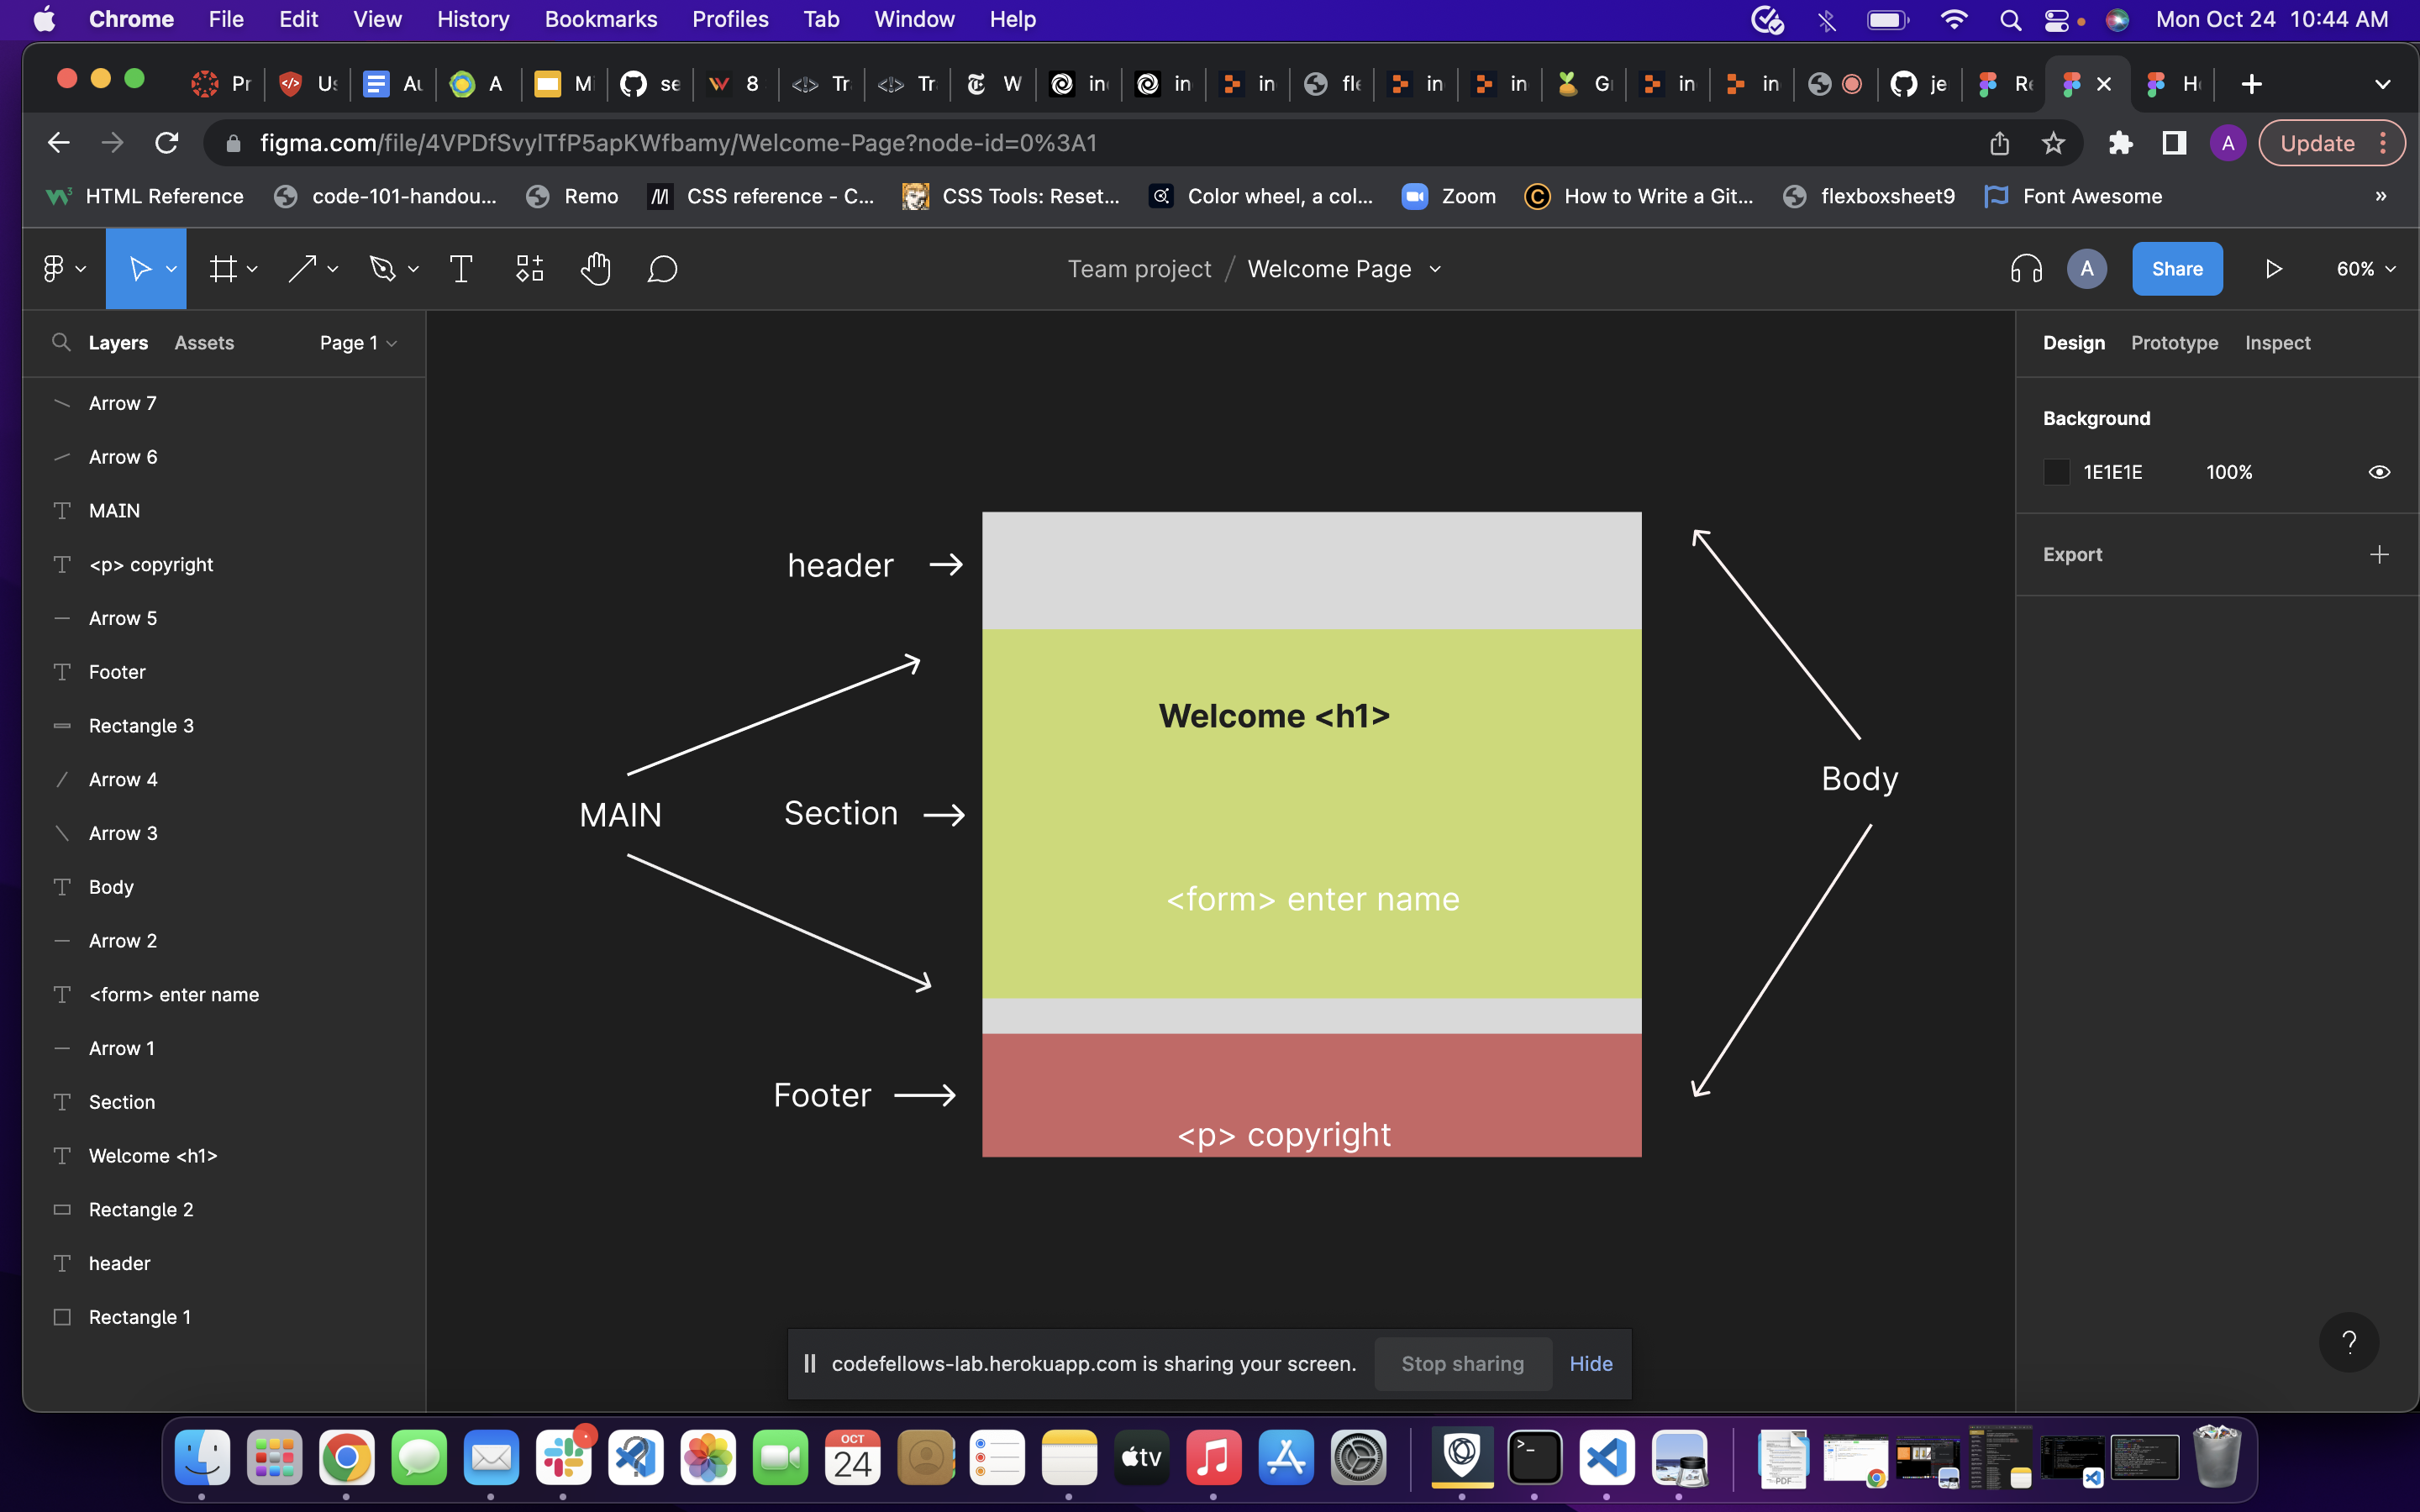 Chrome File Edit View History Bookmarks Profiles Tab Window Help Mon Oct 24 10:44 AM
Pr Us Au A Mi se 8 Tr Tr W in in in fle in in G in in je Re H
figma.com/file/4VPDfSvylTfP5apKWfbamy/Welcome-Page?node-id=0%3A1 A Update
HTML Reference code-101-handou... Remo CSS reference - C... CSS Tools: Reset... Color wheel, a col... Zoom How to Write a Git... flexboxsheet9 Font Awesome »
Team project / Welcome Page A Share 60%
Layers Assets Page 1
Arrow 7
Arrow 6
MAIN
<p> copyright
Arrow 5
Footer
Rectangle 3
Arrow 4
Arrow 3
Body
Arrow 2
<form> enter name
Arrow 1
Section
Welcome <h1>
Rectangle 2
header
Rectangle 1
header
Welcome <h1>
MAIN
Section
<form> enter name
Footer
<p> copyright
Body
Design Prototype Inspect
Background
1E1E1E 100%
Export
?
codefellows-lab.herokuapp.com is sharing your screen. Stop sharing Hide
OCT
24
tv
PDF